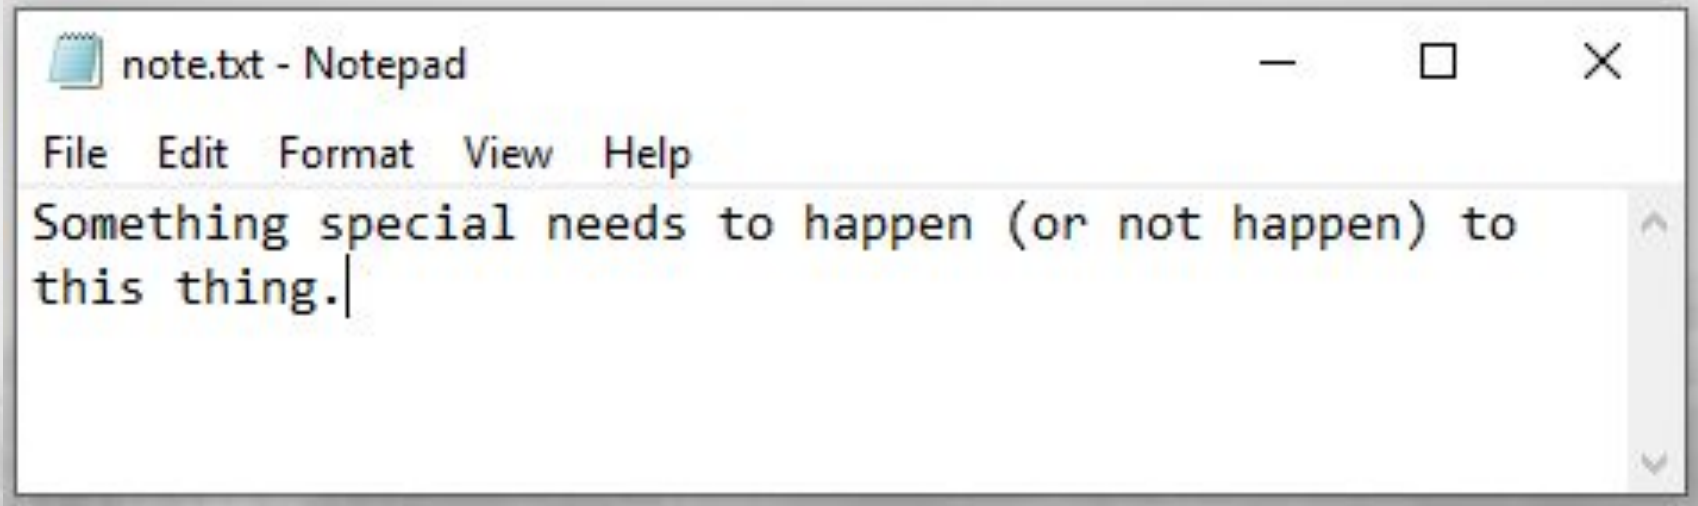 note.txt - Notepad
File Edit Format View Help
Something special needs to happen (or not happen) to
this thing.